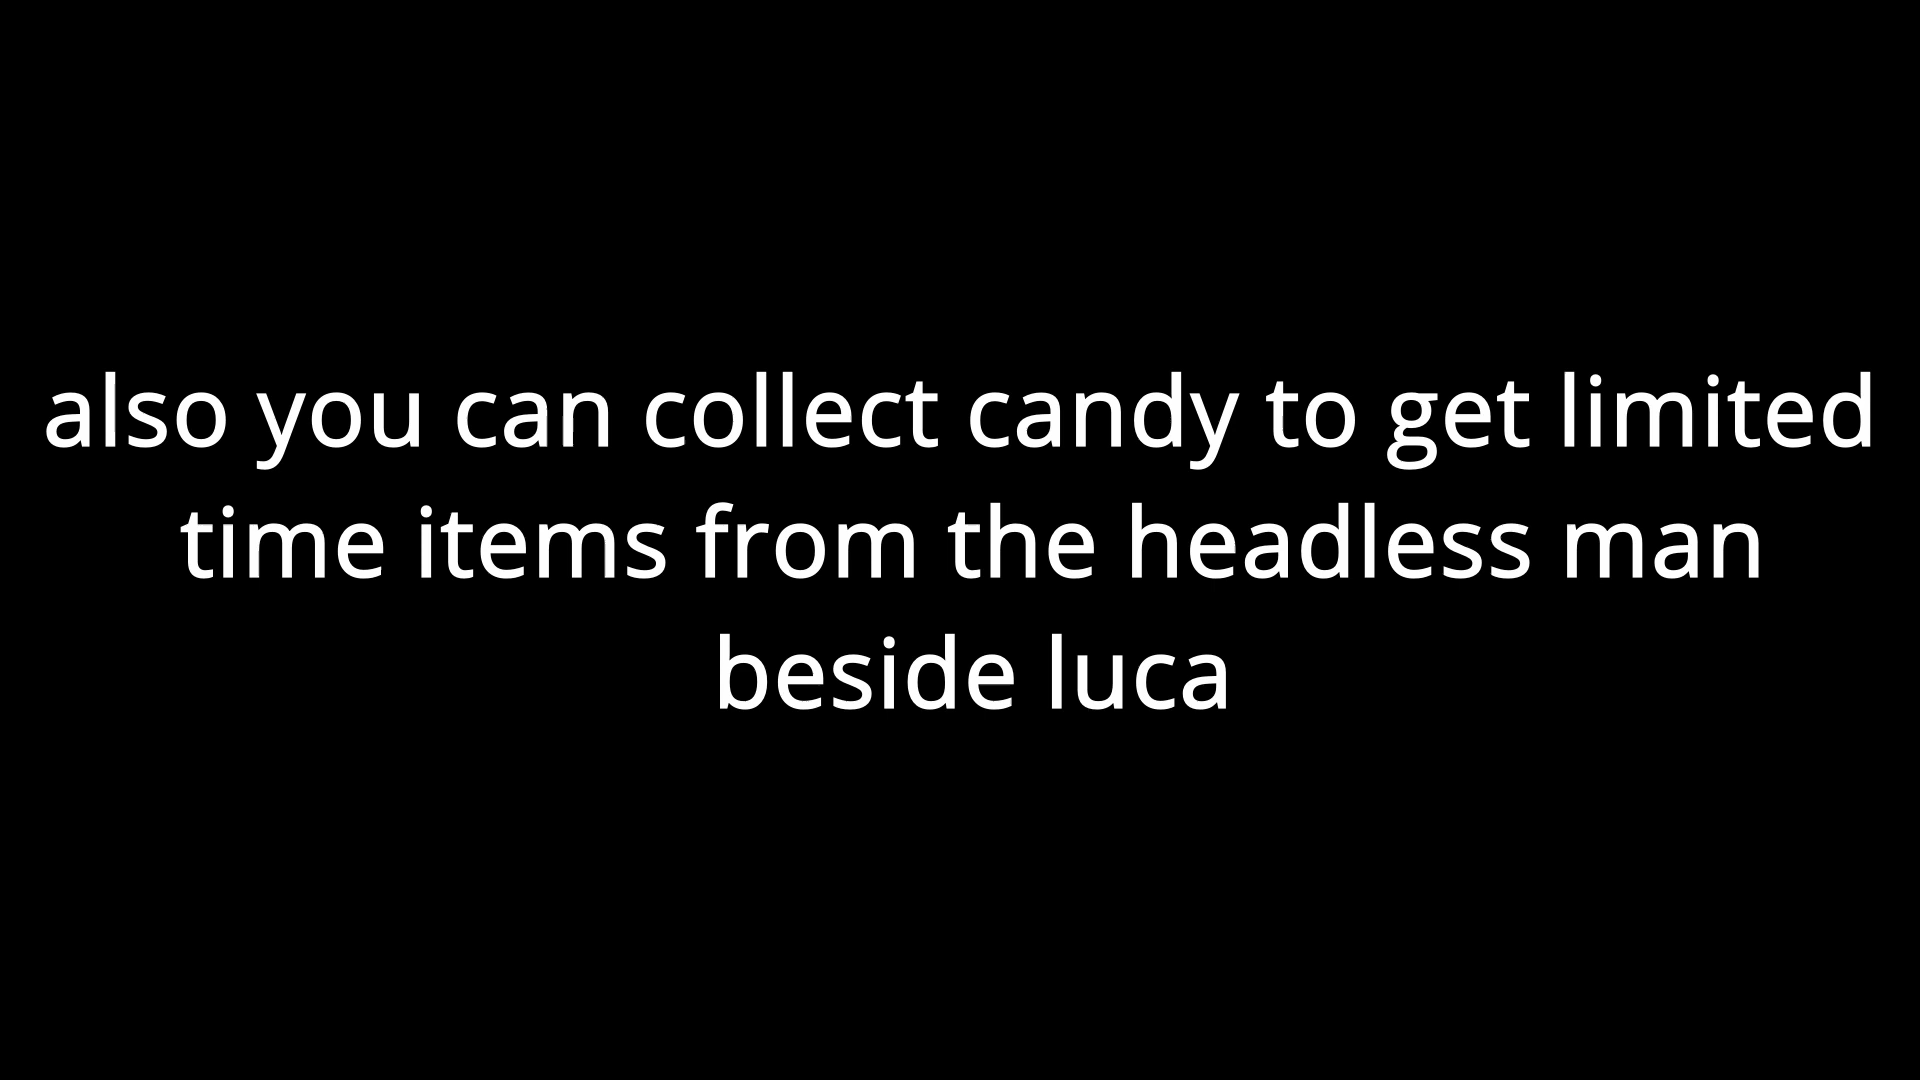 also you can collect candy to get limited
time items from the headless man
beside luca